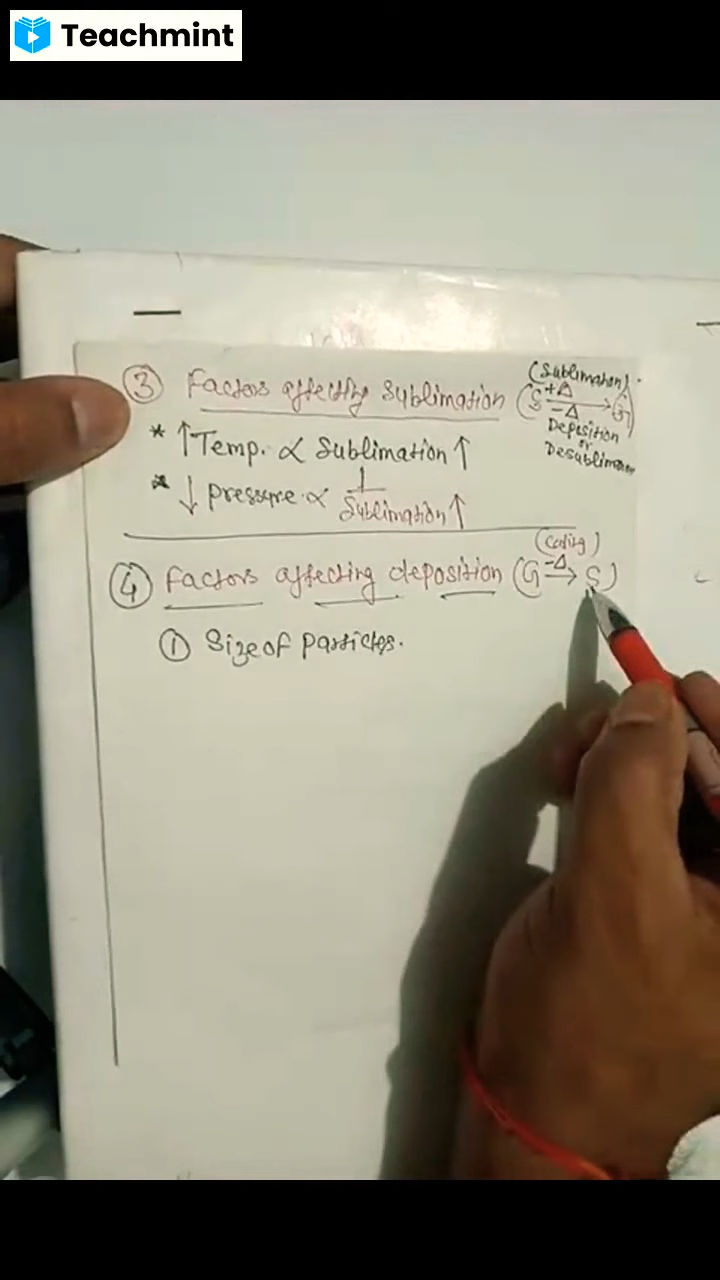 Teachmint
③ Factors affecting Sublimation (S +Δ -Δ → G)
(Sublimation)
Deposition
or
Desublimation
* ↑Temp. ∝ Sublimation ↑
* ↓ pressure ∝ 1/Sublimation ↑
(Cooling)
④ Factors affecting deposition (G -Δ → S)
① Size of Particles.